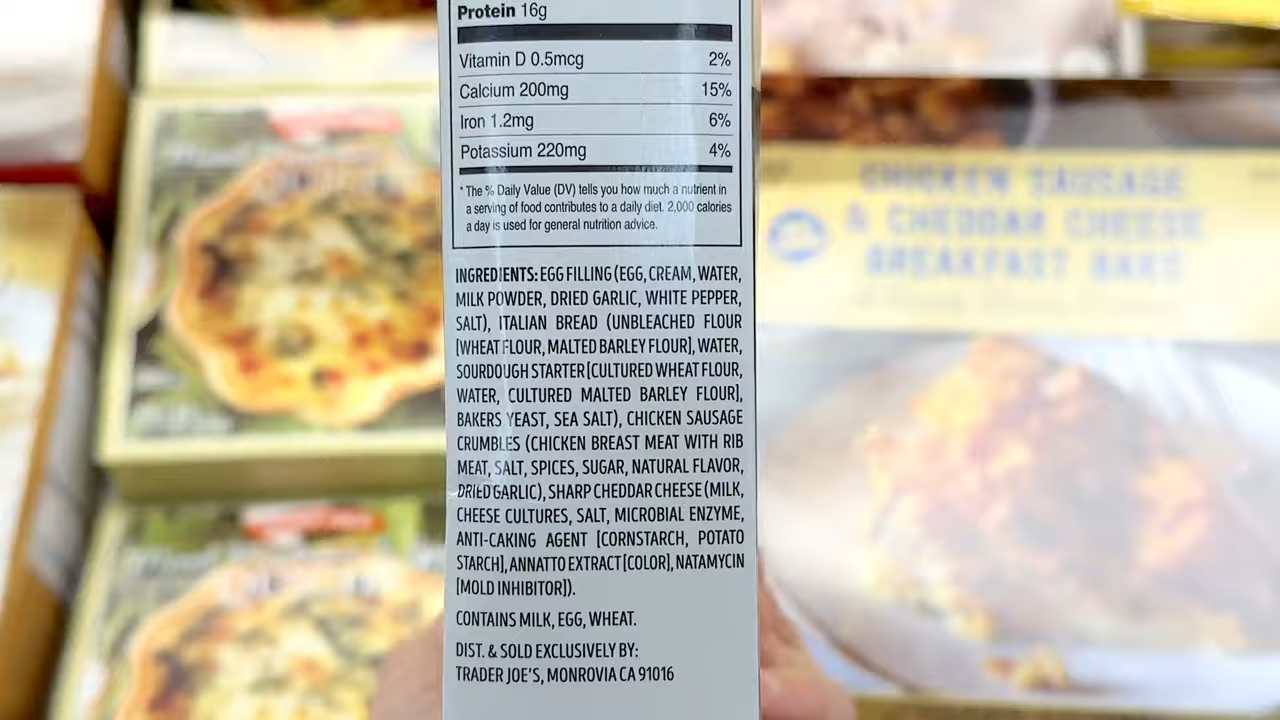 Protein 16g
Vitamin D 0.5mcg 2%
Calcium 200mg 15%
Iron 1.2mg 6%
Potassium 220mg 4%
* The % Daily Value (DV) tells you how much a nutrient in
a serving of food contributes to a daily diet. 2,000 calories
a day is used for general nutrition advice.
INGREDIENTS: EGG FILLING (EGG, CREAM, WATER,
MILK POWDER, DRIED GARLIC, WHITE PEPPER,
SALT), ITALIAN BREAD (UNBLEACHED FLOUR
[WHEAT FLOUR, MALTED BARLEY FLOUR], WATER,
SOURDOUGH STARTER [CULTURED WHEAT FLOUR,
WATER, CULTURED MALTED BARLEY FLOUR],
BAKERS YEAST, SEA SALT), CHICKEN SAUSAGE
CRUMBLES (CHICKEN BREAST MEAT WITH RIB
MEAT, SALT, SPICES, SUGAR, NATURAL FLAVOR,
DRIED GARLIC), SHARP CHEDDAR CHEESE (MILK,
CHEESE CULTURES, SALT, MICROBIAL ENZYME,
ANTI-CAKING AGENT [CORNSTARCH, POTATO
STARCH], ANNATTO EXTRACT [COLOR], NATAMYCIN
[MOLD INHIBITOR]).
CONTAINS MILK, EGG, WHEAT.
DIST. & SOLD EXCLUSIVELY BY:
TRADER JOE'S, MONROVIA CA 91016
CHICKEN SAUSAGE
& CHEDDAR CHEESE
BREAKFAST BAKE